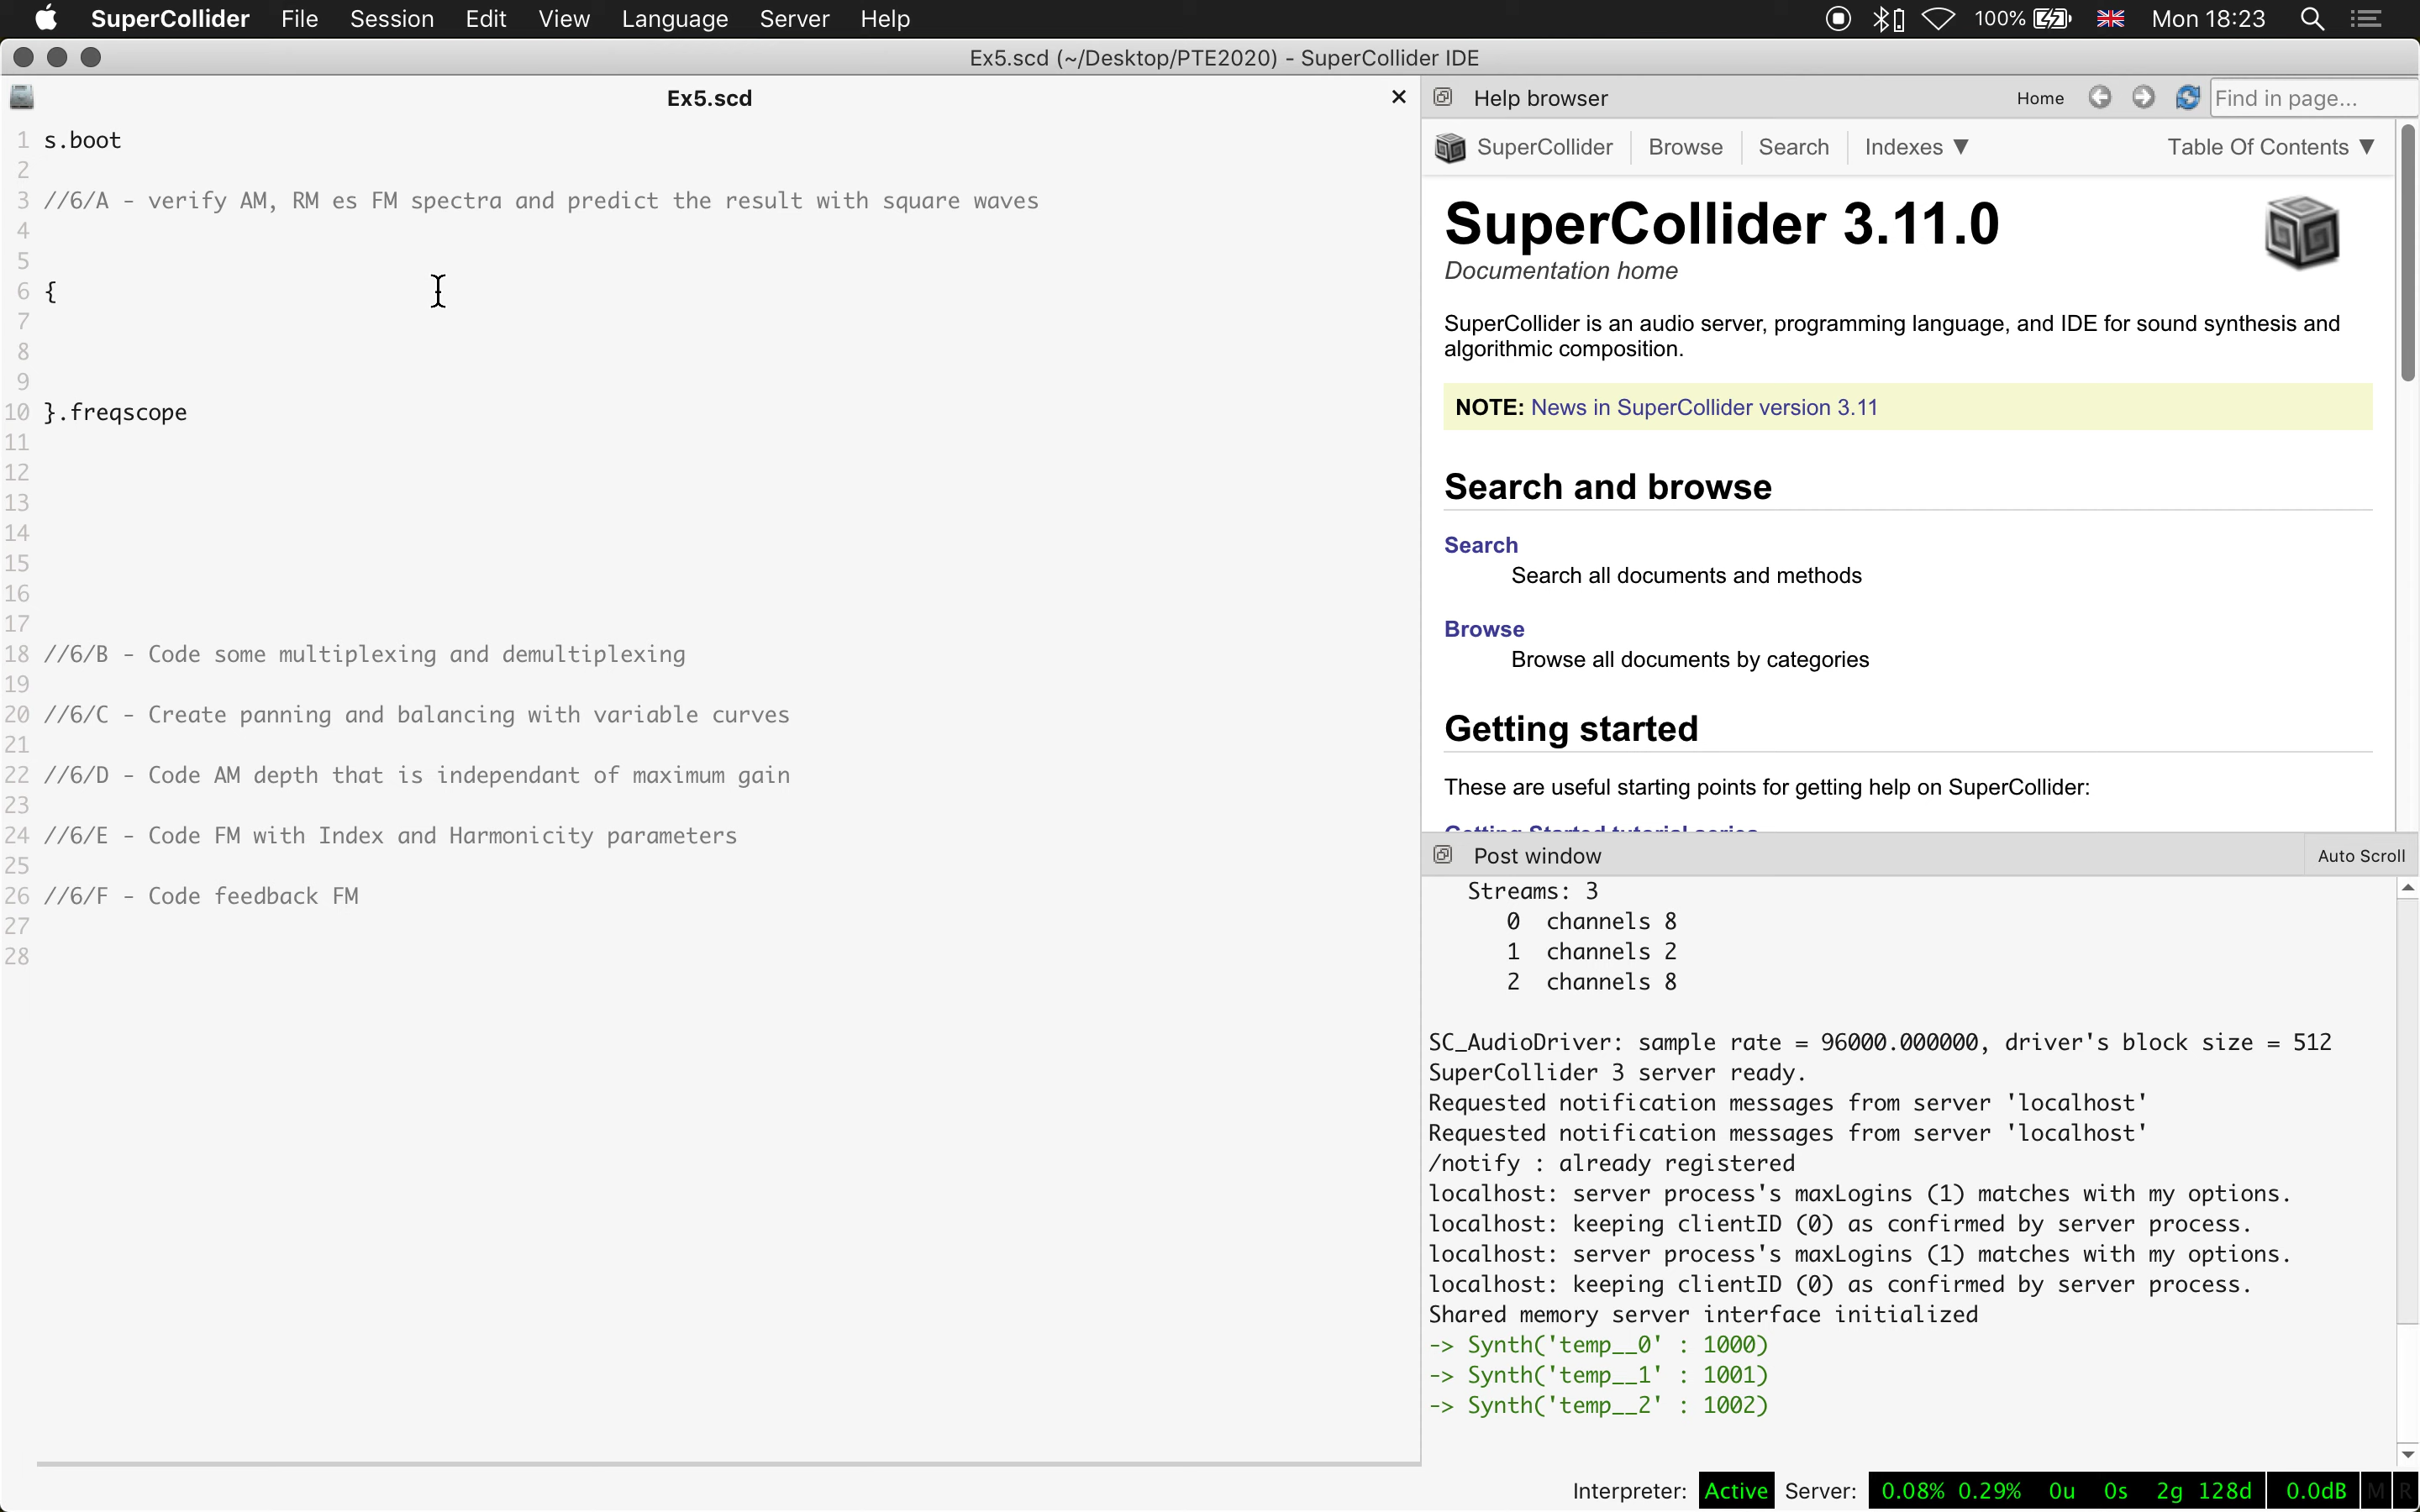 SuperCollider File Session Edit View Language Server Help 100% Mon 18:23
Ex5.scd (~/Desktop/PTE2020) - SuperCollider IDE
Ex5.scd
1 s.boot
2
3 //6/A - verify AM, RM es FM spectra and predict the result with square waves
4
5
6 {
7
8
9
10 }.freqscope
11
12
13
14
15
16
17
18 //6/B - Code some multiplexing and demultiplexing
19
20 //6/C - Create panning and balancing with variable curves
21
22 //6/D - Code AM depth that is independant of maximum gain
23
24 //6/E - Code FM with Index and Harmonicity parameters
25
26 //6/F - Code feedback FM
27
28
Help browser Home Find in page...
SuperCollider Browse Search Indexes ▼ Table Of Contents ▼
SuperCollider 3.11.0
Documentation home
SuperCollider is an audio server, programming language, and IDE for sound synthesis and
algorithmic composition.
NOTE: News in SuperCollider version 3.11
Search and browse
Search
Search all documents and methods
Browse
Browse all documents by categories
Getting started
These are useful starting points for getting help on SuperCollider:
Getting Started tutorial series
Post window Auto Scroll
Streams: 3
0 channels 8
1 channels 2
2 channels 8
SC_AudioDriver: sample rate = 96000.000000, driver's block size = 512
SuperCollider 3 server ready.
Requested notification messages from server 'localhost'
Requested notification messages from server 'localhost'
/notify : already registered
localhost: server process's maxLogins (1) matches with my options.
localhost: keeping clientID (0) as confirmed by server process.
localhost: server process's maxLogins (1) matches with my options.
localhost: keeping clientID (0) as confirmed by server process.
Shared memory server interface initialized
-> Synth('temp__0' : 1000)
-> Synth('temp__1' : 1001)
-> Synth('temp__2' : 1002)
Interpreter: Active Server: 0.08% 0.29% 0u 0s 2g 128d 0.0dB M R